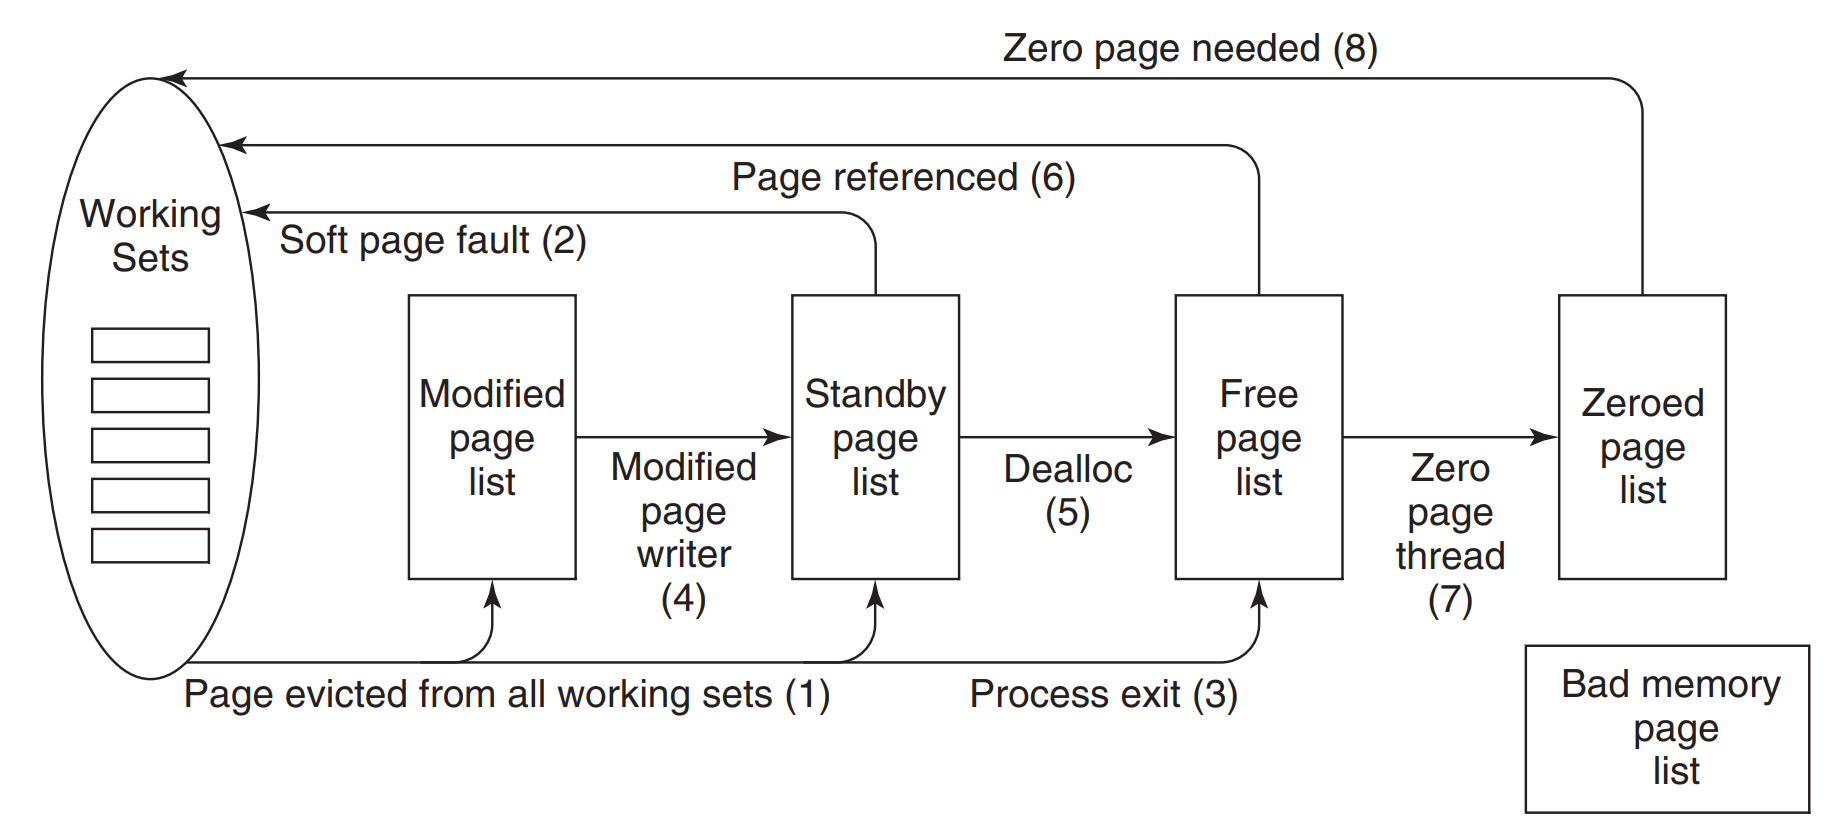 Zero page needed (8)
Page referenced (6)
Soft page fault (2)
Working
Sets
Modified
page
list
Modified
page
writer
(4)
Standby
page
list
Dealloc
(5)
Free
page
list
Zero
page
thread
(7)
Zeroed
page
list
Page evicted from all working sets (1)
Process exit (3)
Bad memory
page
list